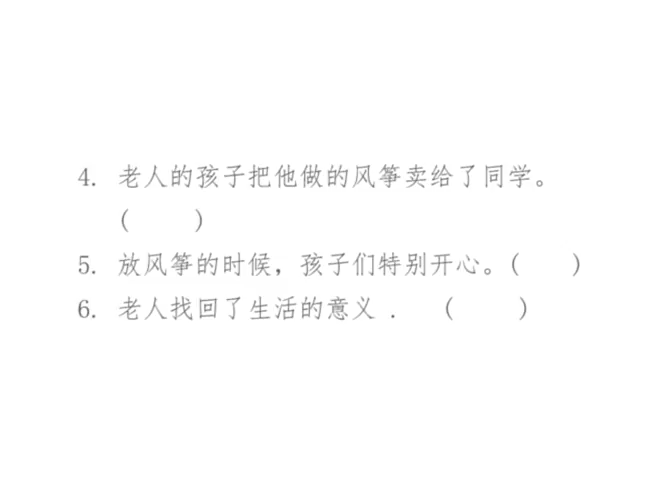 4. 老人的孩子把他做的风筝卖给了同学。
(    )
5. 放风筝的时候，孩子们特别开心。(    )
6. 老人找回了生活的意义 .  (    )